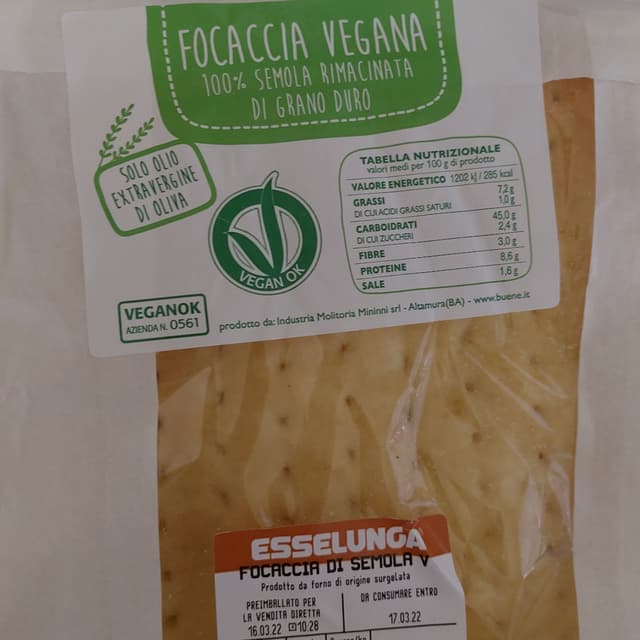 FOCACCIA VEGANA
100% SEMOLA RIMACINATA
DI GRANO DURO
SOLO OLIO
EXTRAVERGINE
DI OLIVA
VEGAN OK
TABELLA NUTRIZIONALE
valori medi per 100 g di prodotto
VALORE ENERGETICO 1202 kJ / 285 kcal
GRASSI 7,2 g
DI CUI ACIDI GRASSI SATURI 1,0 g
CARBOIDRATI 45,0 g
DI CUI ZUCCHERI 2,4 g
FIBRE 3,0 g
PROTEINE 8,6 g
SALE 1,6 g
VEGANOK
AZIENDA N. 0561
prodotto da: Industria Molitoria Mininni srl - Altamura(BA) - www.buene.it
ESSELUNGA
FOCACCIA DI SEMOLA V
Prodotto da forno di origine surgelata
PREIMBALLATO PER
LA VENDITA DIRETTA
16.03.22 10:28
DA CONSUMARE ENTRO
17.03.22